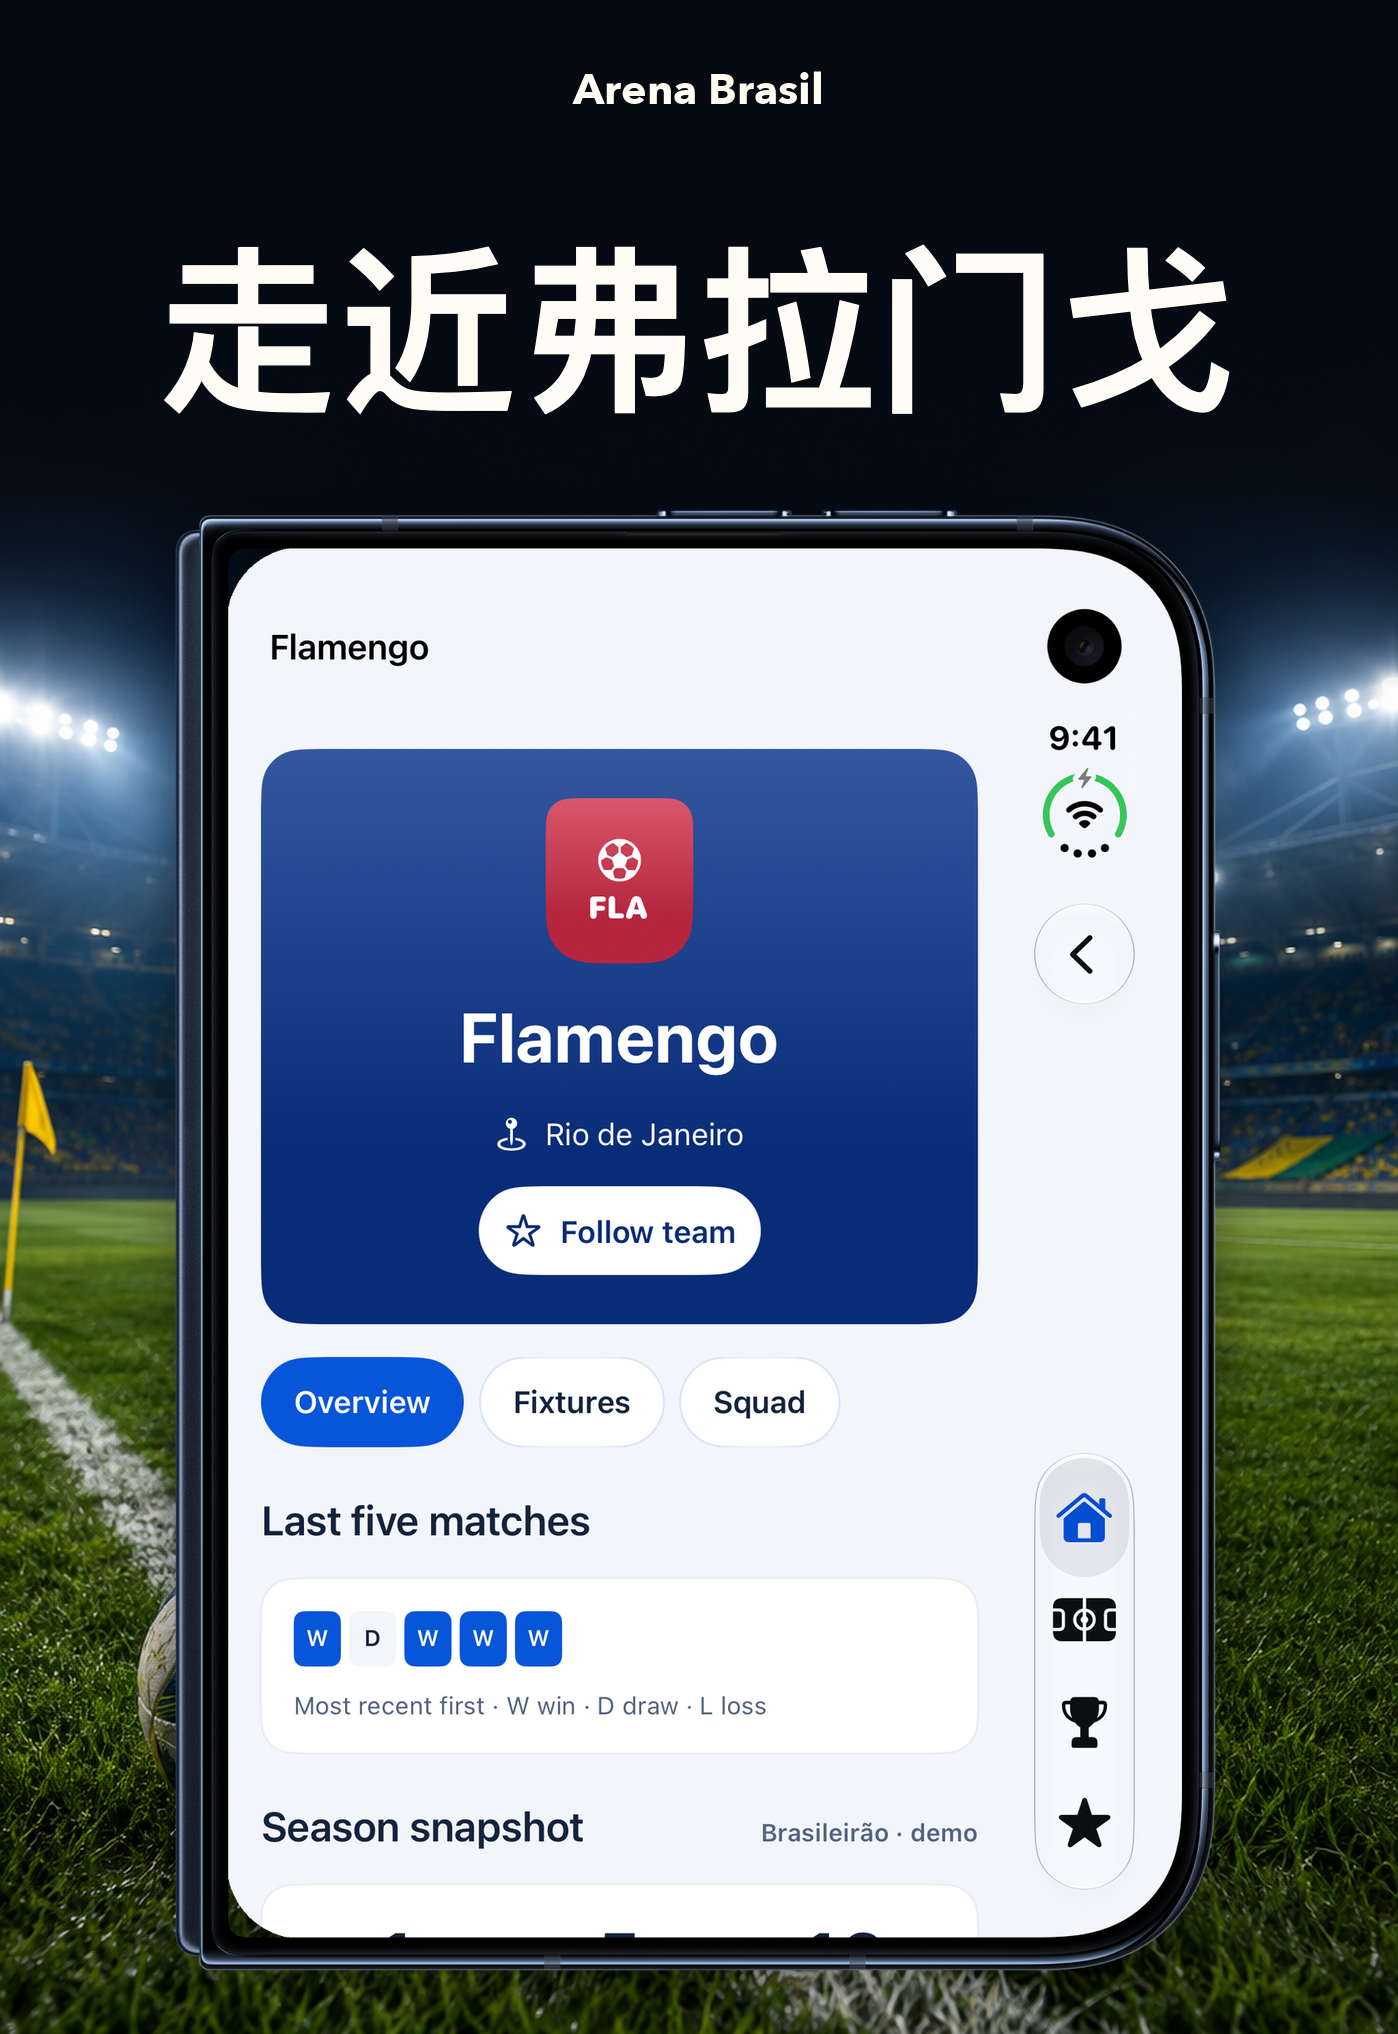 Arena Brasil
走近弗拉门戈
Flamengo
9:41
FLA
Flamengo
Rio de Janeiro
Follow team
Overview
Fixtures
Squad
Last five matches
W D W W W
Most recent first · W win · D draw · L loss
Season snapshot
Brasileirão · demo